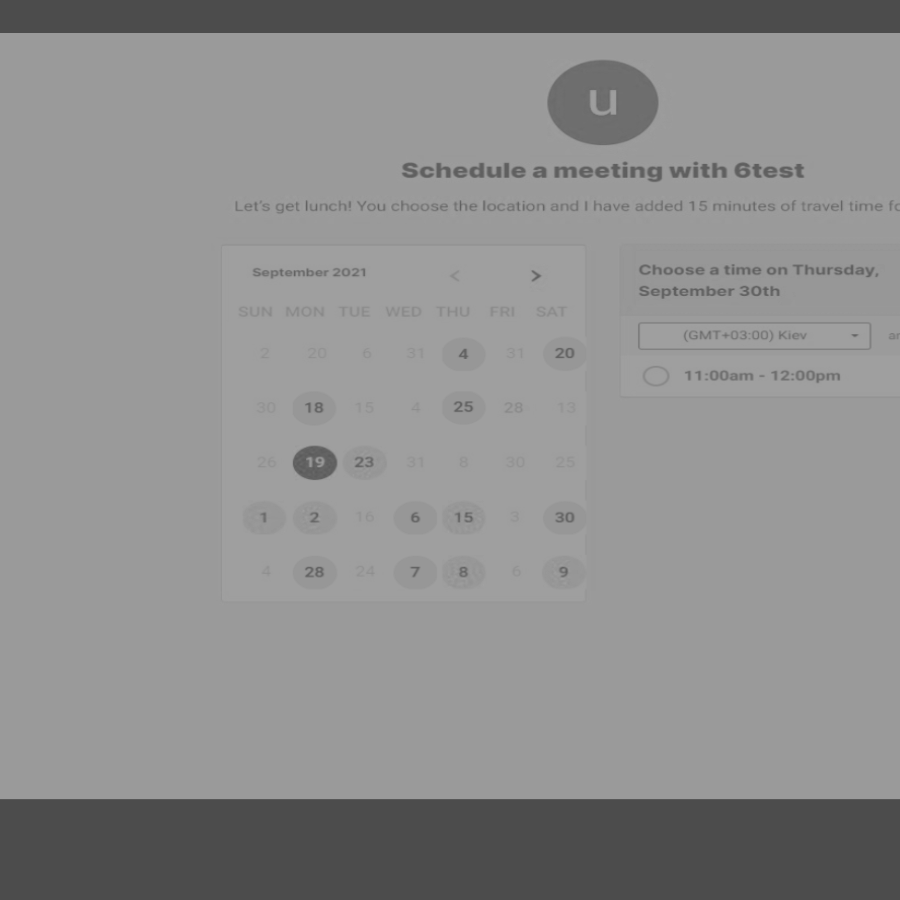 u
Schedule a meeting with 6test
Let's get lunch! You choose the location and I have added 15 minutes of travel time
September 2021 < >
SUN MON TUE WED THU FRI SAT
2 20 6 31 4 31 20
30 18 15 4 25 28 13
26 19 23 31 8 30 25
1 2 16 6 15 3 30
4 28 24 7 8 6 9
Choose a time on Thursday,
September 30th
(GMT+03:00) Kiev
11:00am - 12:00pm